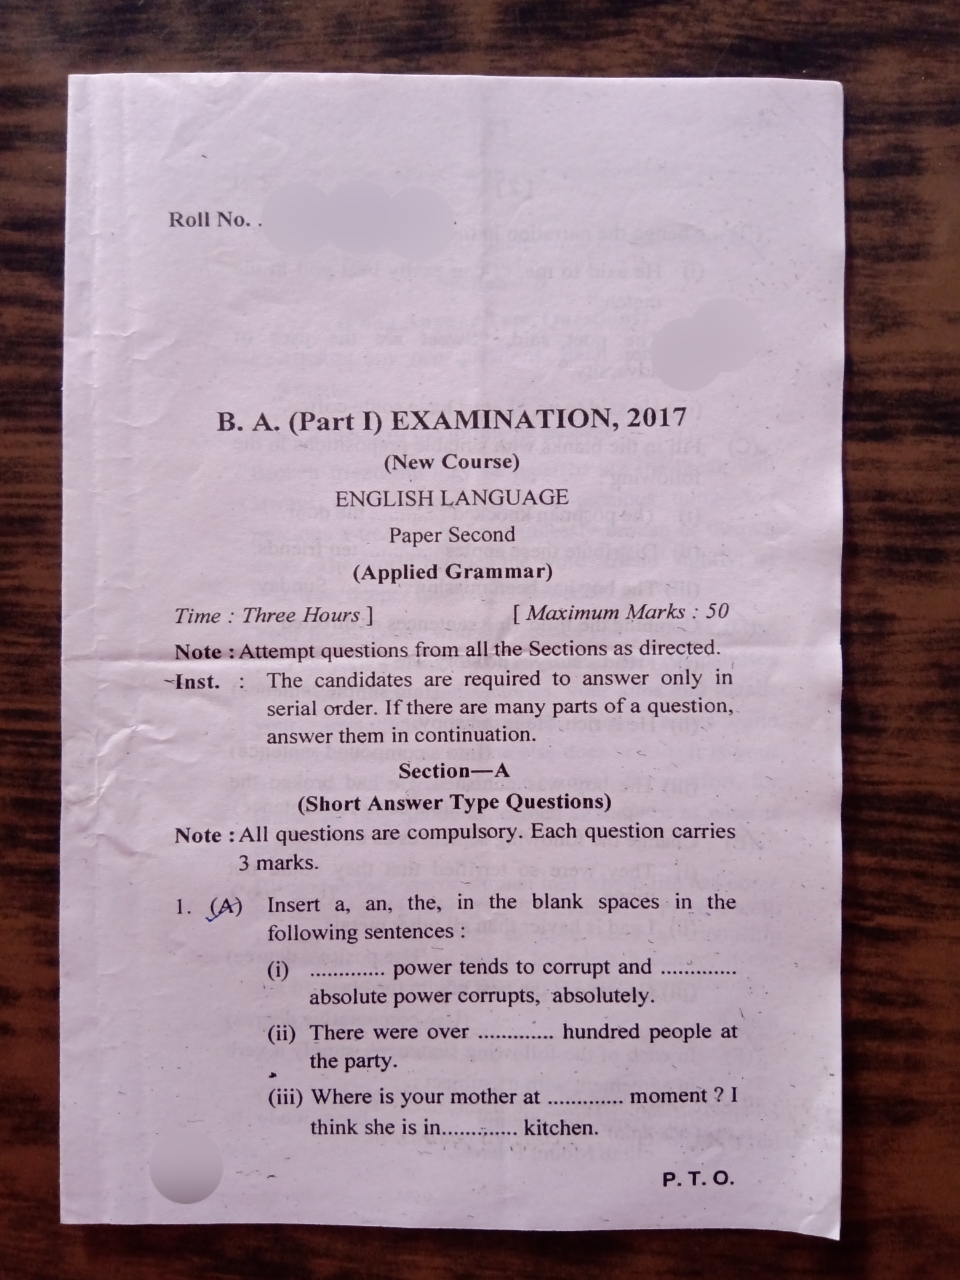 Roll No. .
B. A. (Part I) EXAMINATION, 2017
(New Course)
ENGLISH LANGUAGE
Paper Second
(Applied Grammar)
Time : Three Hours ] [ Maximum Marks : 50
Note : Attempt questions from all the Sections as directed.
Inst. : The candidates are required to answer only in
serial order. If there are many parts of a question,
answer them in continuation.
Section—A
(Short Answer Type Questions)
Note : All questions are compulsory. Each question carries
3 marks.
1. (A) Insert a, an, the, in the blank spaces in the
following sentences :
(i) ............. power tends to corrupt and .............
absolute power corrupts, absolutely.
(ii) There were over ............. hundred people at
the party.
(iii) Where is your mother at ............. moment ? I
think she is in............. kitchen.
P. T. O.